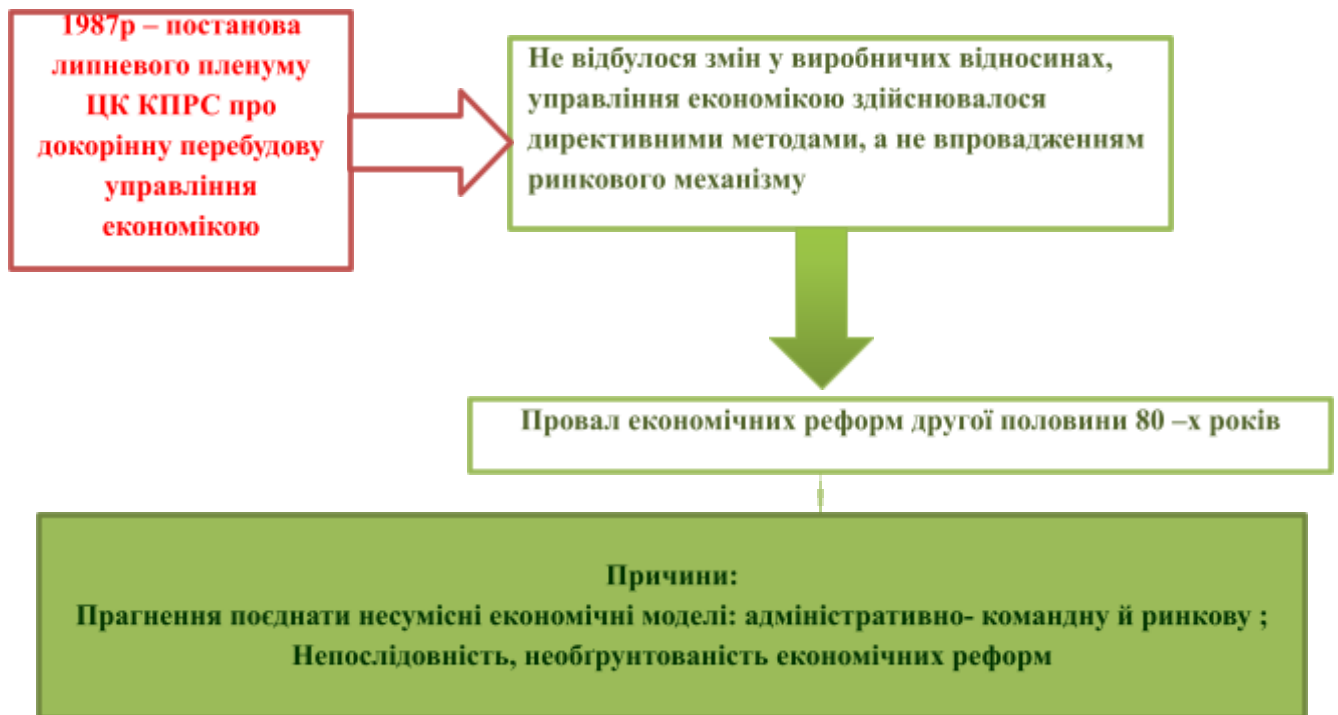 1987р – постанова
липневого пленуму
ЦК КПРС про
докорінну перебудову
управління
економікою
Не відбулося змін у виробничих відносинах,
управління економікою здійснювалося
директивними методами, а не впровадженням
ринкового механізму
Провал економічних реформ другої половини 80 –х років
Причини:
Прагнення поєднати несумісні економічні моделі: адміністративно- командну й ринкову ;
Непослідовність, необґрунтованість економічних реформ